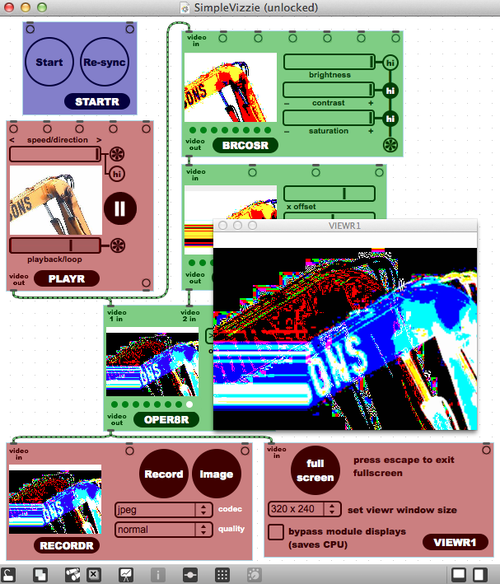 SimpleVizzie (unlocked)
Start
Re-sync
STARTR
video
in
brightness
hi
− contrast +
hi
− saturation +
hi
video
out
BRCOSR
< speed/direction >
hi
playback/loop
video
out
PLAYR
video
in
x offset
video
out
VIEWR1
DNS
video
1 in
video
2 in
video
out
OPER8R
video
in
Record
Image
jpeg
codec
normal
quality
RECORDR
video
in
full
screen
press escape to exit
fullscreen
320 x 240
set viewr window size
bypass module displays
(saves CPU)
VIEWR1